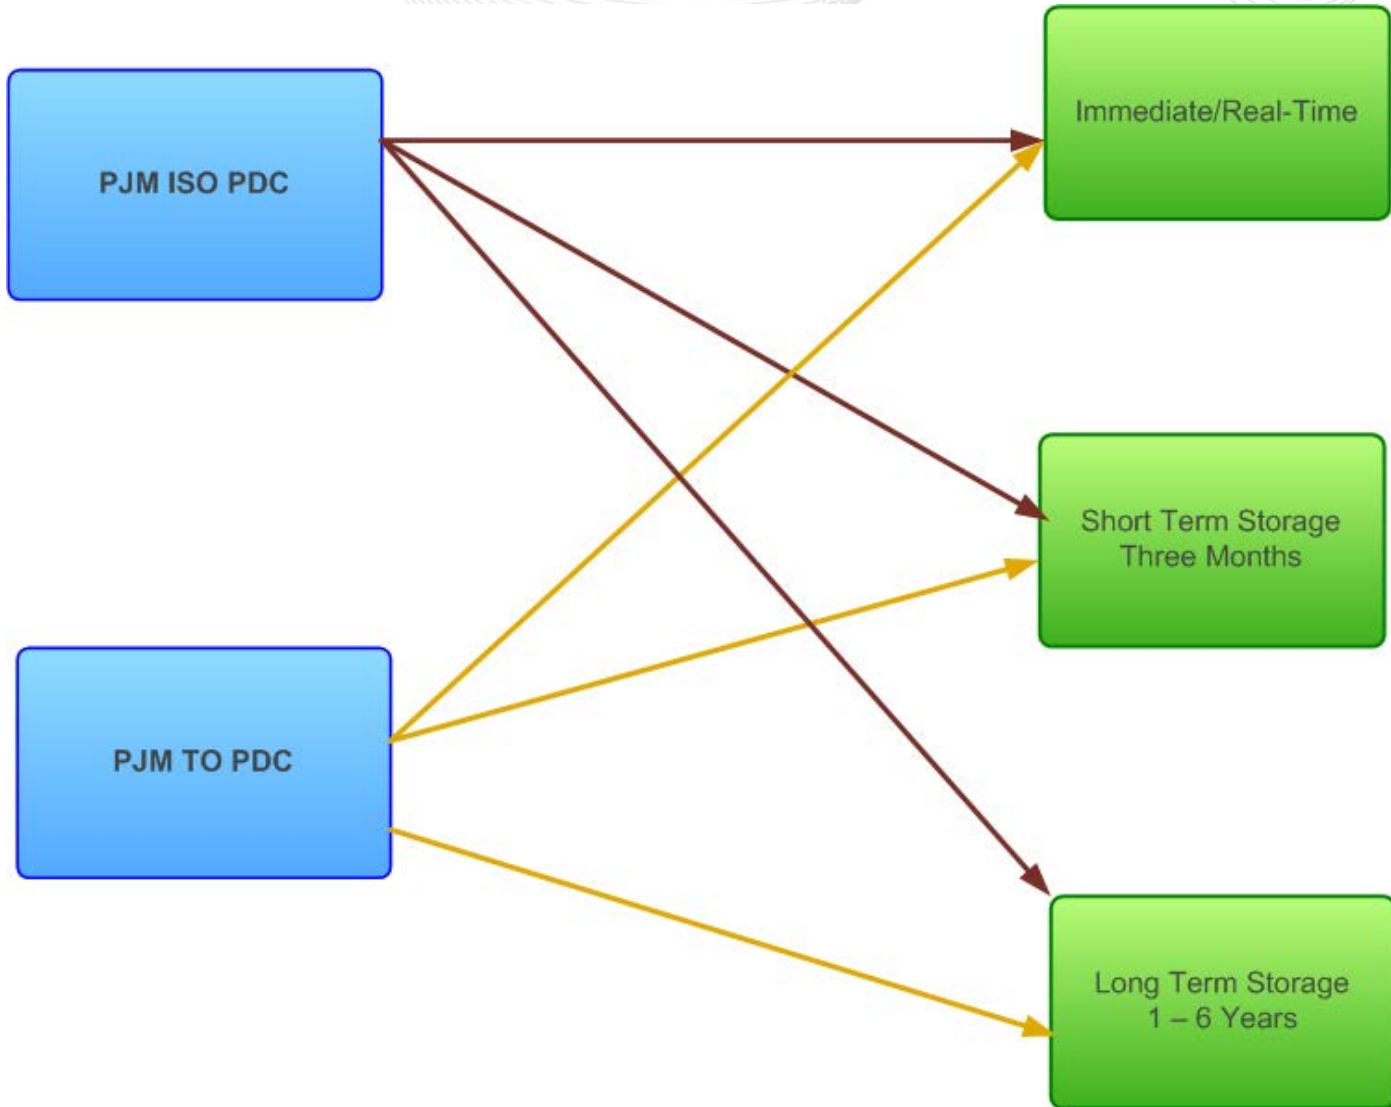 PJM ISO PDC
Immediate/Real-Time
Short Term Storage
Three Months
PJM TO PDC
Long Term Storage
1 – 6 Years